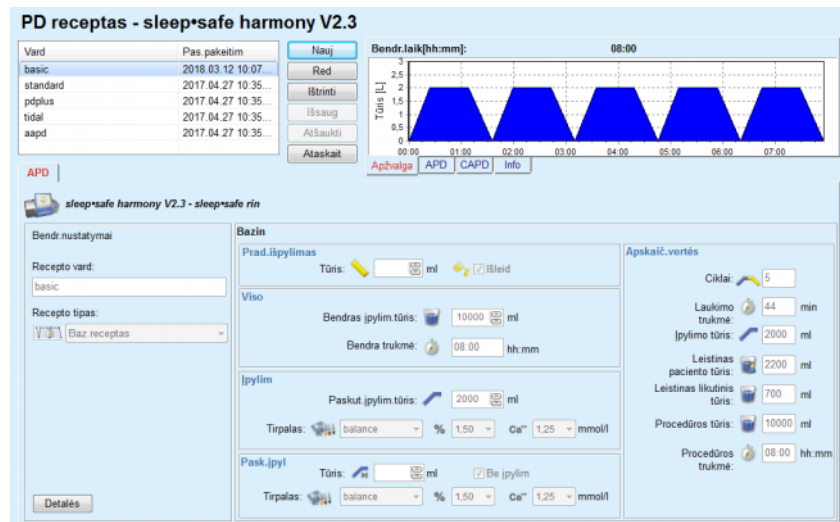 PD receptas - sleep•safe harmony V2.3
Vard Pas.pakeitim
basic 2018.03.12 10:07...
standard 2017.04.27 10:35...
pdplus 2017.04.27 10:35...
tidal 2017.04.27 10:35...
aapd 2017.04.27 10:35...
Nauj
Red
Ištrinti
Išsaug
Atšaukti
Ataskait
Bendr.laik[hh:mm]: 08:00
Tūris [L]
3
2,5
2
1,5
1
0,5
0
00:00 01:00 02:00 03:00 04:00 05:00 06:00 07:00
Apžvalga APD CAPD Info
APD
sleep•safe harmony V2.3 - sleep•safe rin
Bendr.nustatymai
Recepto vard:
basic
Recepto tipas:
Baz.receptas
Detalės
Bazin
Prad.išpylimas
Tūris: ml Išleid
Viso
Bendras įpylim.tūris: 10000 ml
Bendra trukmė: 08:00 hh:mm
Įpylim
Paskut.įpylim.tūris: 2000 ml
Tirpalas: balance % 1,50 Ca⁺⁺ 1,25 mmol/l
Pask.įpyl
Tūris: ml Be įpylim
Tirpalas: balance % 1,50 Ca⁺⁺ 1,25 mmol/l
Apskaič.vertės
Ciklai: 5
Laukimo trukmė: 44 min
Įpylimo tūris: 2000 ml
Leistinas
paciento tūris: 2200 ml
Leistinas likutinis
tūris: 700 ml
Procedūros tūris: 10000 ml
Procedūros
trukmė: 08:00 hh:mm